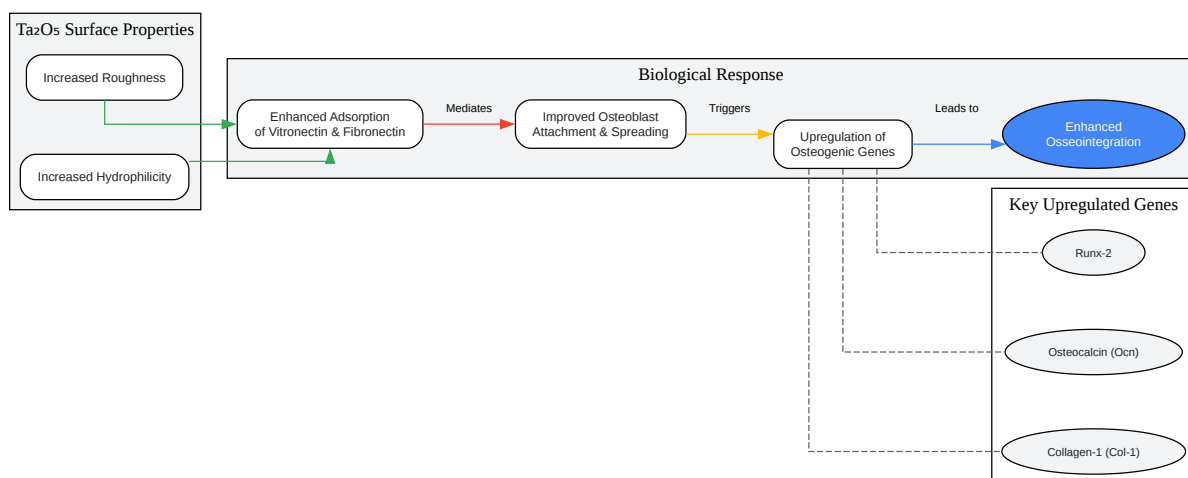 Ta₂O₅ Surface Properties
Increased Roughness
Increased Hydrophilicity
Biological Response
Enhanced Adsorption
of Vitronectin & Fibronectin
Mediates
Improved Osteoblast
Attachment & Spreading
Triggers
Upregulation of
Osteogenic Genes
Leads to
Enhanced
Osseointegration
Key Upregulated Genes
Runx-2
Osteocalcin (Ocn)
Collagen-1 (Col-1)